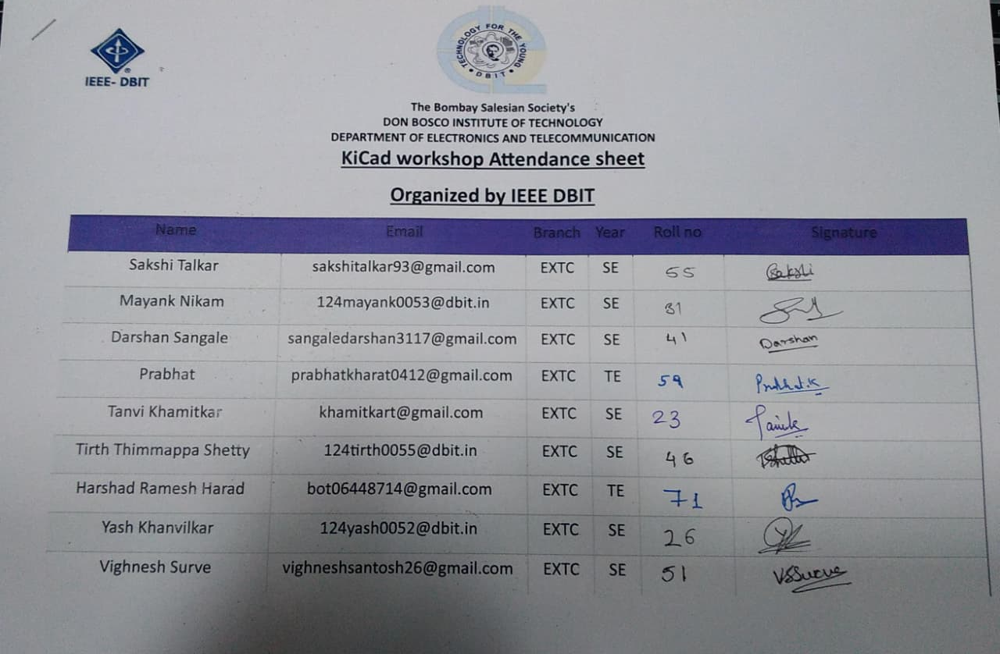 IEEE- DBIT
TECHNOLOGY FOR THE YOUNG
DBIT
The Bombay Salesian Society's
DON BOSCO INSTITUTE OF TECHNOLOGY
DEPARTMENT OF ELECTRONICS AND TELECOMMUNICATION
KiCad workshop Attendance sheet
Organized by IEEE DBIT
Name Email Branch Year Roll no Signature
Sakshi Talkar sakshitalkar93@gmail.com EXTC SE 55 Sakshi
Mayank Nikam 124mayank0053@dbit.in EXTC SE 31
Darshan Sangale sangaledarshan3117@gmail.com EXTC SE 41 Darshan
Prabhat prabhatkharat0412@gmail.com EXTC TE 59 Prabhat.K
Tanvi Khamitkar khamitkart@gmail.com EXTC SE 23
Tirth Thimmappa Shetty 124tirth0055@dbit.in EXTC SE 46
Harshad Ramesh Harad bot06448714@gmail.com EXTC TE 71
Yash Khanvilkar 124yash0052@dbit.in EXTC SE 26
Vighnesh Surve vighneshsantosh26@gmail.com EXTC SE 51 VSSurve